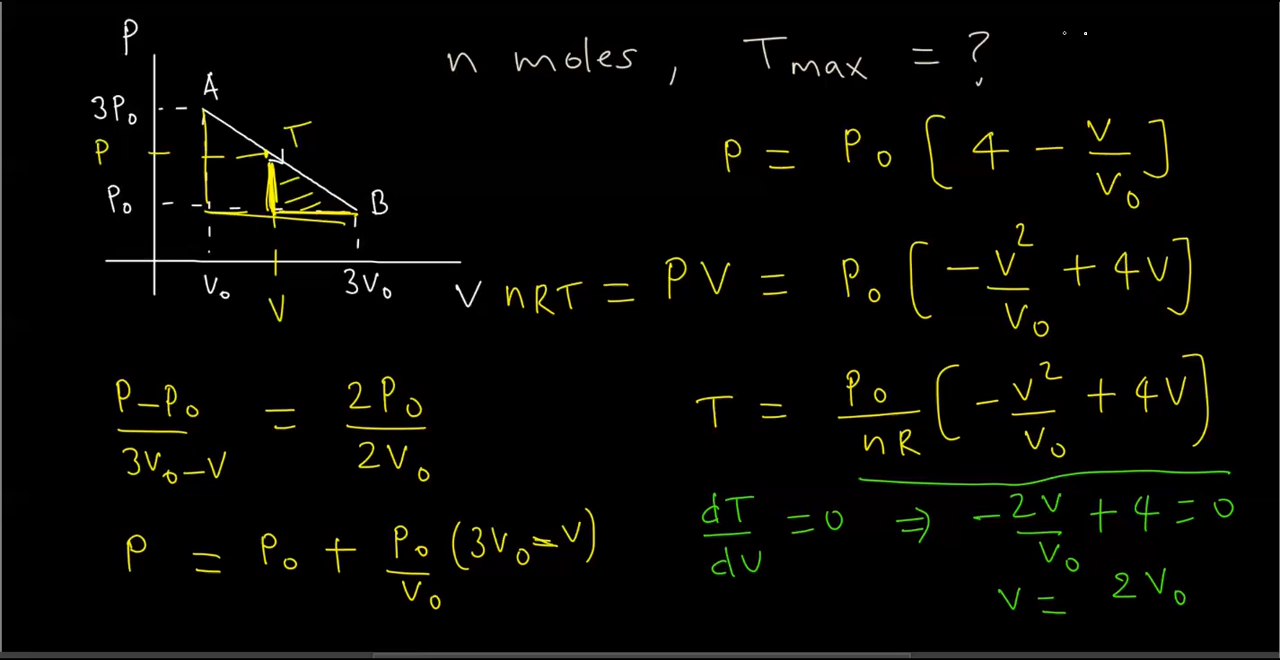 n moles, T max = ?
P
A
3P₀
P
T
P₀
B
V₀
V
3V₀
V
P = P₀ [ 4 − V/V₀ ]
nRT = PV = P₀ [ − V²/V₀ + 4V ]
T = P₀/nR ( − V²/V₀ + 4V )
(P−P₀)/(3V₀−V) = 2P₀/2V₀
P = P₀ + P₀/V₀ (3V₀−V)
dT/dV = 0 ⇒ − 2V/V₀ + 4 = 0
V = 2V₀